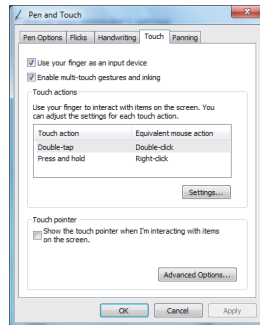 Pen and Touch
Pen Options Flicks Handwriting Touch Panning
Use your finger as an input device
Enable multi-touch gestures and inking
Touch actions
Use your finger to interact with items on the screen. You
can adjust the settings for each touch action.
Touch action Equivalent mouse action
Double-tap Double-click
Press and hold Right-click
Settings...
Touch pointer
Show the touch pointer when I'm interacting with items
on the screen.
Advanced Options...
OK Cancel Apply